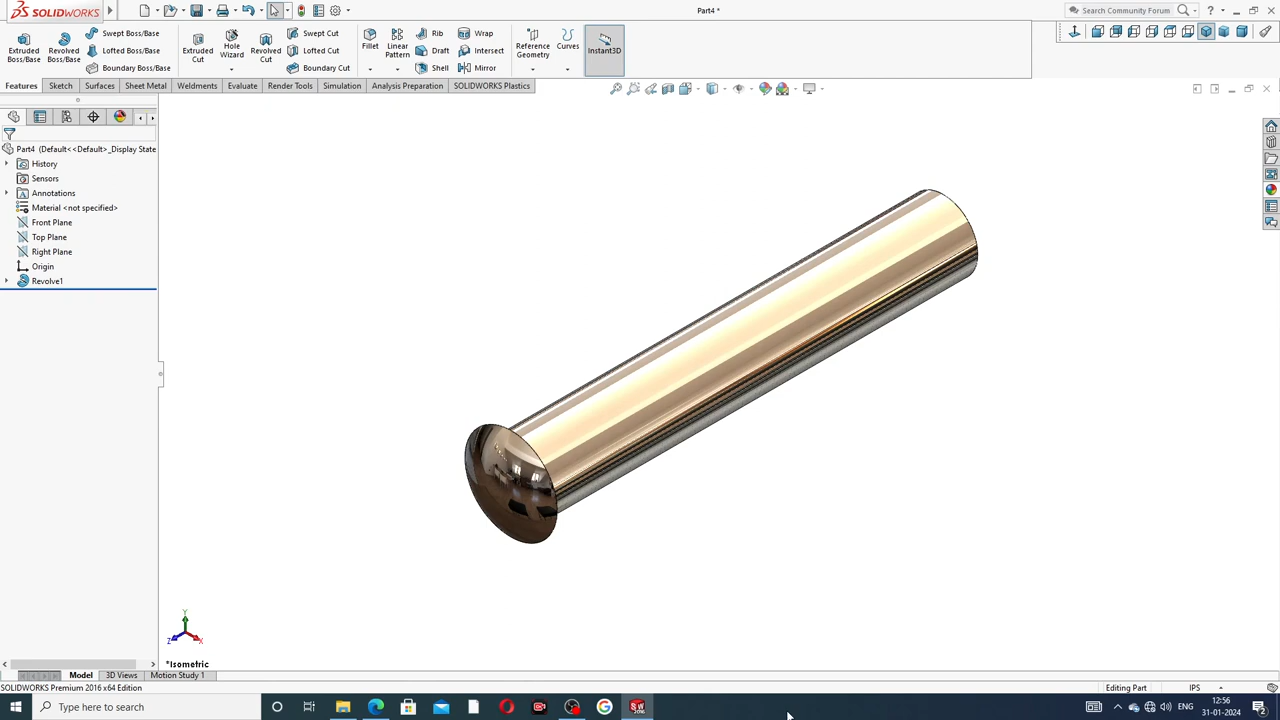 SOLIDWORKS
Part4 *
Search Community Forum
Extruded Boss/Base
Revolved Boss/Base
Swept Boss/Base
Lofted Boss/Base
Boundary Boss/Base
Extruded Cut
Hole Wizard
Revolved Cut
Swept Cut
Lofted Cut
Boundary Cut
Fillet
Linear Pattern
Rib
Draft
Shell
Wrap
Intersect
Mirror
Reference Geometry
Curves
Instant3D
Features
Sketch
Surfaces
Sheet Metal
Weldments
Evaluate
Render Tools
Simulation
Analysis Preparation
SOLIDWORKS Plastics
Part4 (Default<<Default>_Display State
History
Sensors
Annotations
Material <not specified>
Front Plane
Top Plane
Right Plane
Origin
Revolve1
Y
Z
X
*Isometric
Model
3D Views
Motion Study 1
SOLIDWORKS Premium 2016 x64 Edition
Editing Part
IPS
Type here to search
ENG
12:56
31-01-2024
2